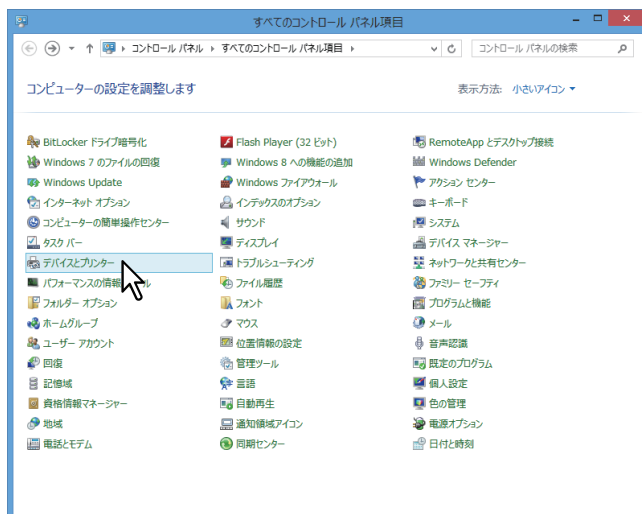 すべてのコントロール パネル項目
コントロール パネル ▸ すべてのコントロール パネル項目 ▸
コントロール パネルの検索
コンピューターの設定を調整します
表示方法: 小さいアイコン
BitLocker ドライブ暗号化 Flash Player (32 ビット) RemoteApp とデスクトップ接続
Windows 7 のファイルの回復 Windows 8 への機能の追加 Windows Defender
Windows Update Windows ファイアウォール アクション センター
インターネット オプション インデックスのオプション キーボード
コンピューターの簡単操作センター サウンド システム
タスク バー ディスプレイ デバイス マネージャー
デバイスとプリンター トラブルシューティング ネットワークと共有センター
パフォーマンスの情報 ファイル履歴 ファミリー セーフティ
フォルダー オプション フォント プログラムと機能
ホームグループ マウス メール
ユーザー アカウント 位置情報の設定 音声認識
回復 管理ツール 既定のプログラム
記憶域 言語 個人設定
資格情報マネージャー 自動再生 色の管理
地域 通知領域アイコン 電源オプション
電話とモデム 同期センター 日付と時刻